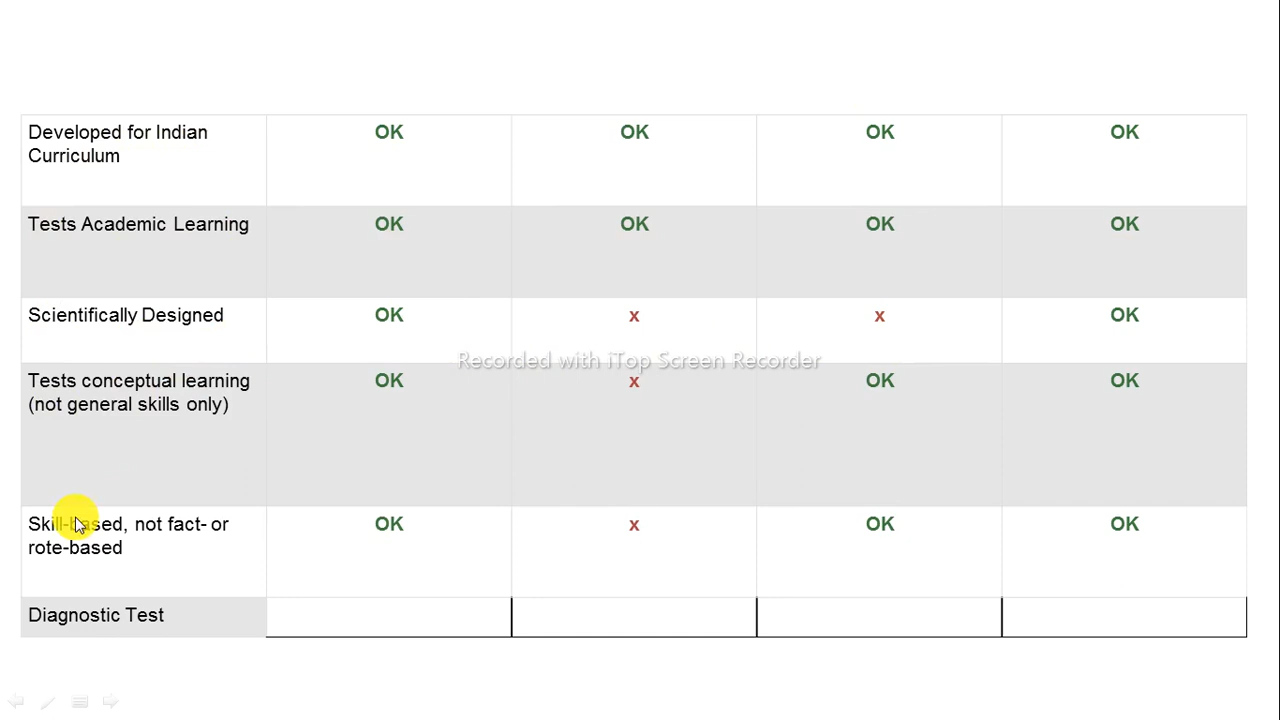 Developed for Indian
Curriculum
OK OK OK OK
Tests Academic Learning
OK OK OK OK
Scientifically Designed
OK x x OK
Recorded with iTop Screen Recorder
Tests conceptual learning
(not general skills only)
OK x OK OK
Skill-based, not fact- or
rote-based
OK x OK OK
Diagnostic Test